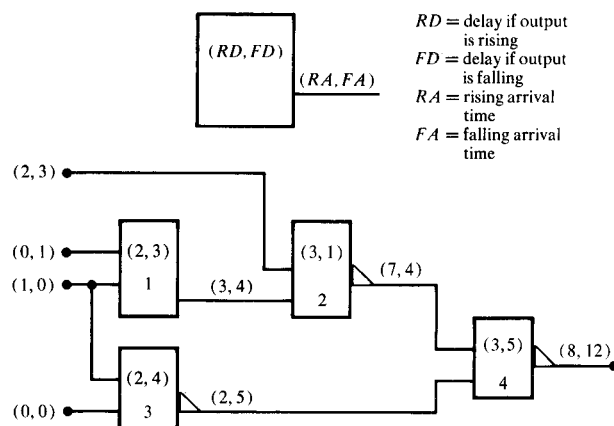 (RD, FD)
(RA, FA)
RD = delay if output
is rising
FD = delay if output
is falling
RA = rising arrival
time
FA = falling arrival
time
(2, 3)
(0, 1)
(2, 3)
(3, 1)
(7, 4)
(1, 0)
1
(3, 4)
2
(3, 5)
(8, 12)
4
(2, 4)
(2, 5)
(0, 0)
3